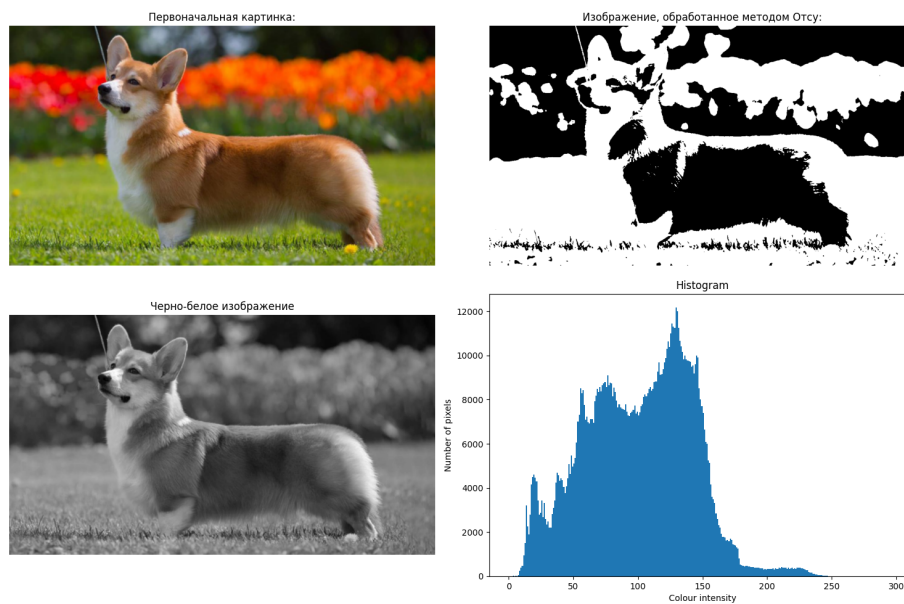 Первоначальная картинка:
Изображение, обработанное методом Отсу:
Черно-белое изображение
Histogram
12000
10000
8000
6000
4000
2000
0
Number of pixels
0 50 100 150 200 250 300
Colour intensity